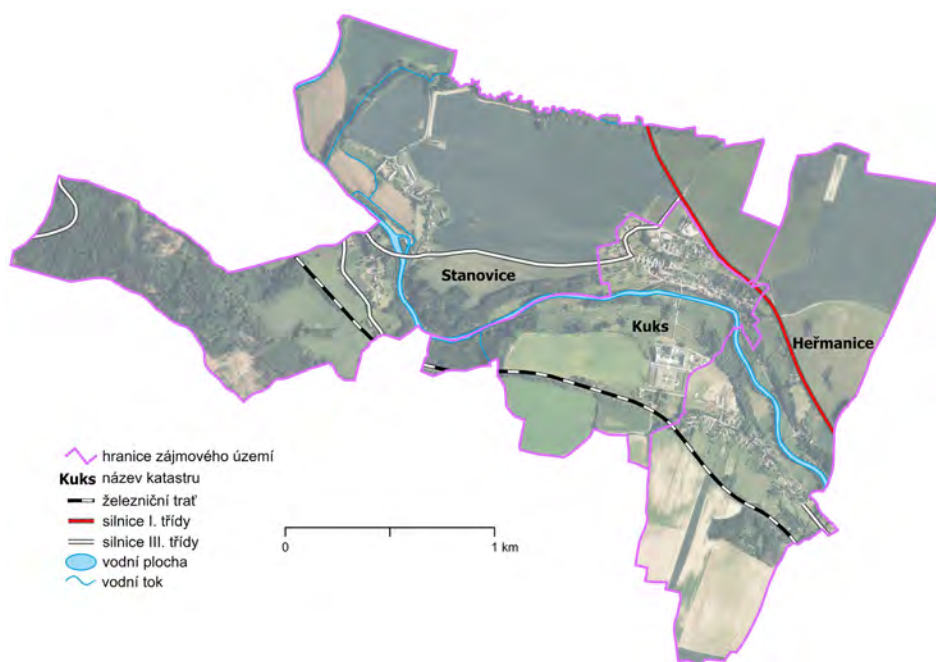 Stanovice
Kuks
Heřmanice
hranice zájmového území
Kuks název katastru
železniční trať
silnice I. třídy
silnice III. třídy
vodní plocha
vodní tok
0 1 km